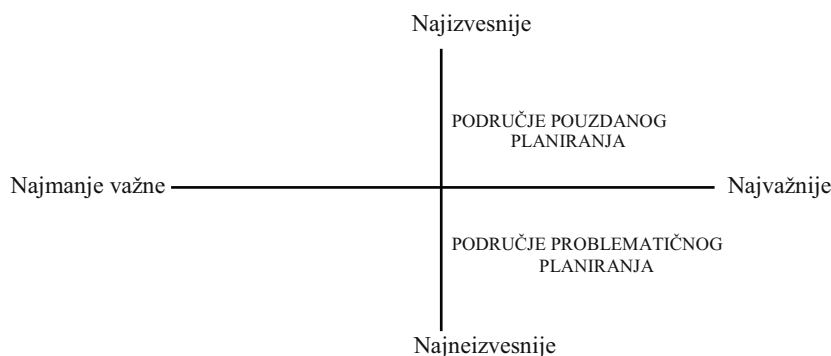 Najizvesnije
PODRUČJE POUZDANOG
PLANIRANJA
Najmanje važne
Najvažnije
PODRUČJE PROBLEMATIČNOG
PLANIRANJA
Najneizvesnije